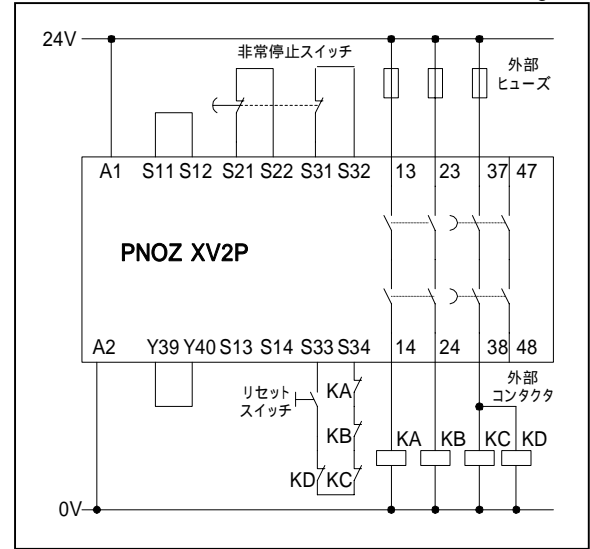 24V
非常停止スイッチ
外部
ヒューズ
A1 S11 S12 S21 S22 S31 S32 13 23 37 47
PNOZ XV2P
A2 Y39 Y40 S13 S14 S33 S34 14 24 38 48
リセット
スイッチ
外部
コンタクタ
KA
KB
KD KC
KA KB KC KD
0V